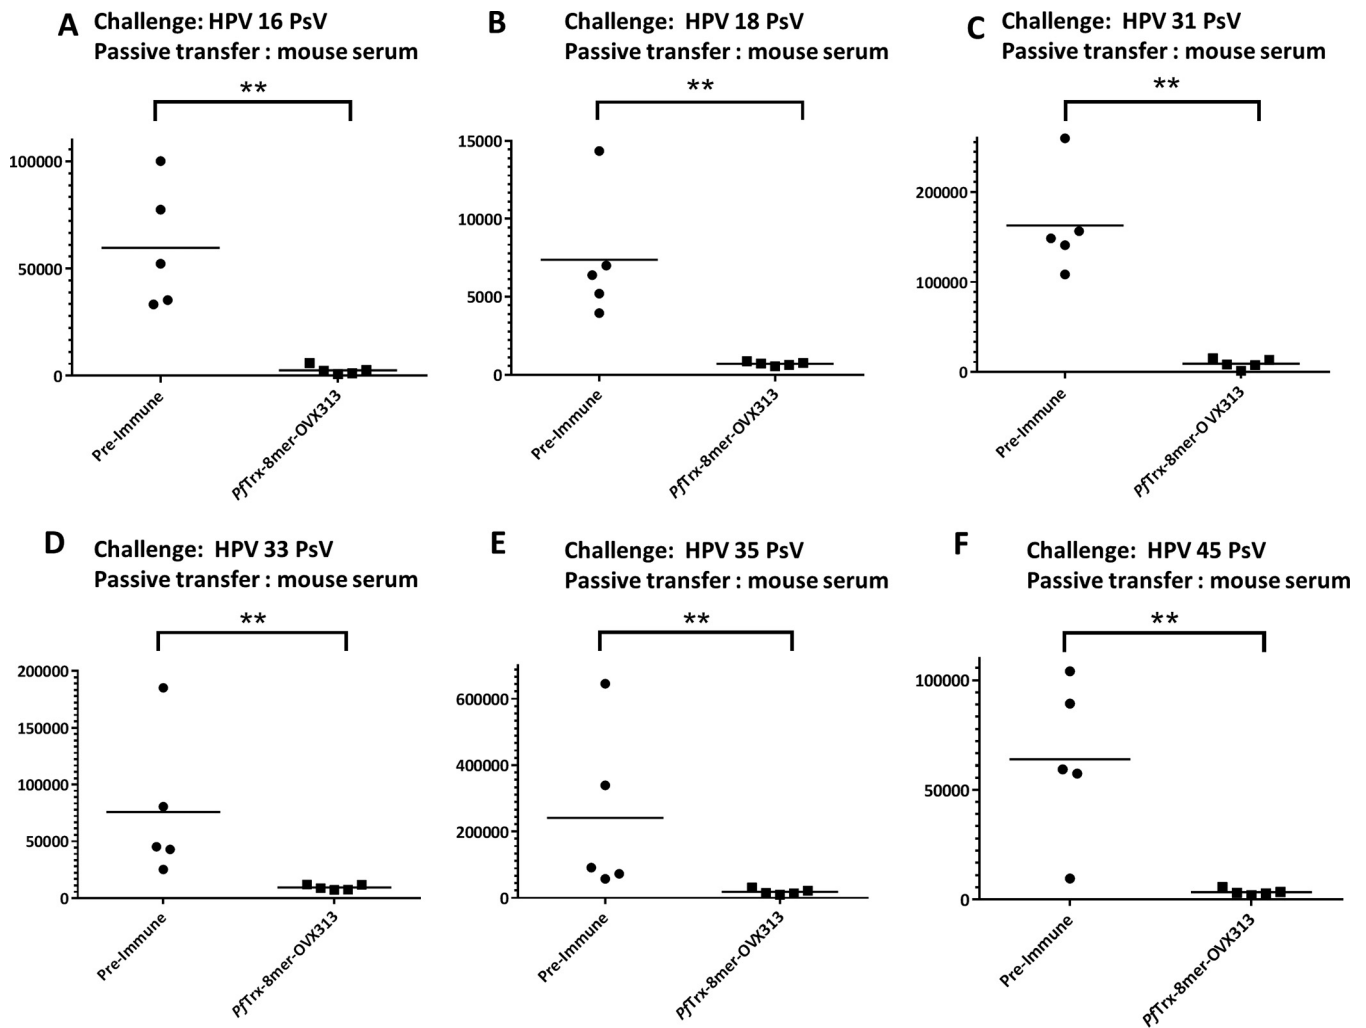 A
Challenge: HPV 16 PsV
Passive transfer : mouse serum
**
100000
50000
0
Pre-Immune
PfTrx-8mer-OVX313
B
Challenge: HPV 18 PsV
Passive transfer : mouse serum
**
15000
10000
5000
0
Pre-Immune
PfTrx-8mer-OVX313
C
Challenge: HPV 31 PsV
Passive transfer : mouse serum
**
200000
100000
0
Pre-Immune
PfTrx-8mer-O VX313
D
Challenge: HPV 33 PsV
Passive transfer : mouse serum
**
200000
150000
100000
50000
0
Pre-Immune
PfTrx-8mer-OVX313
E
Challenge: HPV 35 PsV
Passive transfer : mouse serum
**
600000
400000
200000
0
Pre-Immune
PfTrx-8mer-OVX313
F
Challenge: HPV 45 PsV
Passive transfer : mouse serum
**
100000
50000
0
Pre-Immune
PfTrx-8mer-OVX313